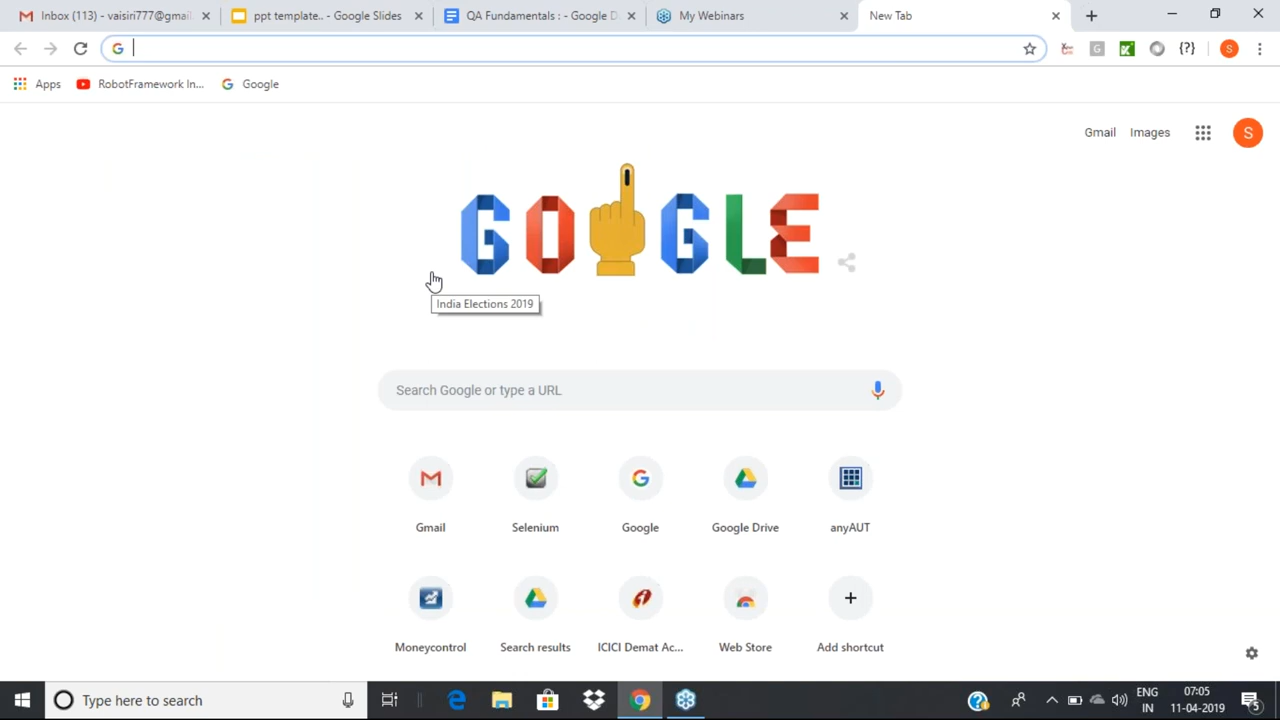 Inbox (113) - vaisiri777@gmail
ppt template.. - Google Slides
QA Fundamentals : - Google D
My Webinars
New Tab
Apps
RobotFramework In...
Google
Gmail
Images
S
GOGLE
India Elections 2019
Search Google or type a URL
Gmail
Selenium
Google
Google Drive
anyAUT
Moneycontrol
Search results
ICICI Demat Ac...
Web Store
Add shortcut
Type here to search
ENG
IN
07:05
11-04-2019
5